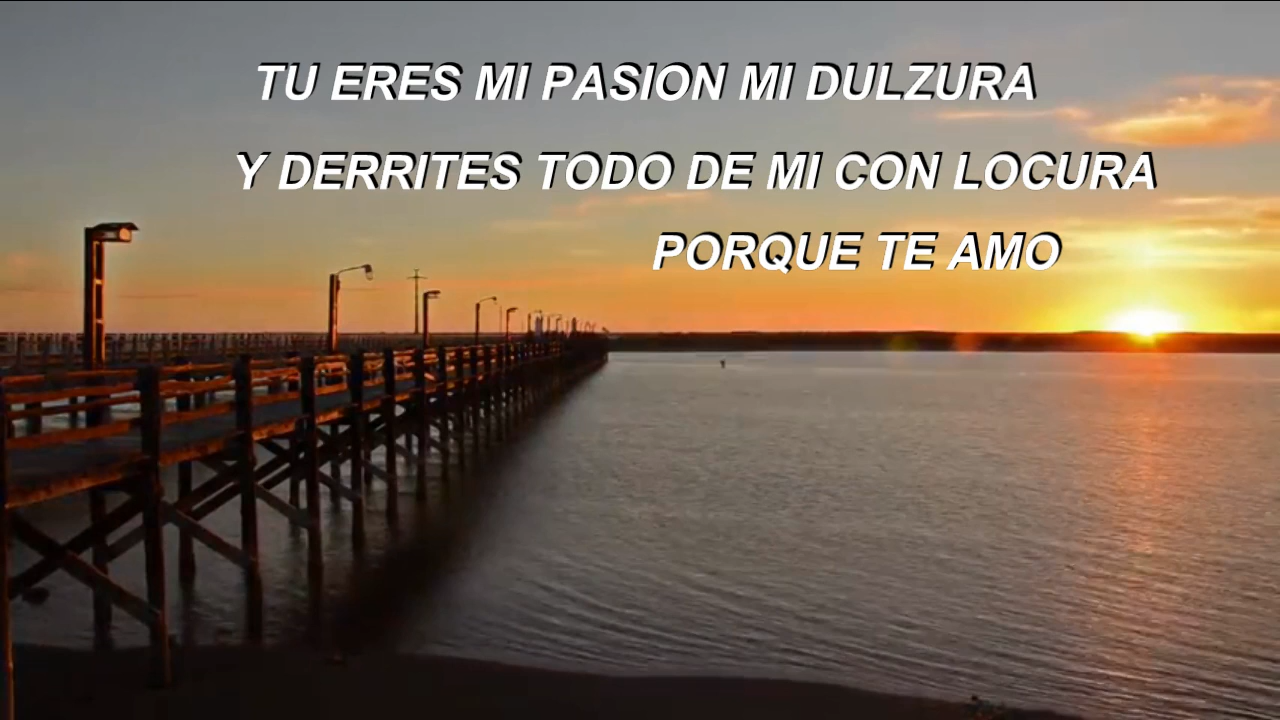 TU ERES MI PASION MI DULZURA
Y DERRITES TODO DE MI CON LOCURA
PORQUE TE AMO